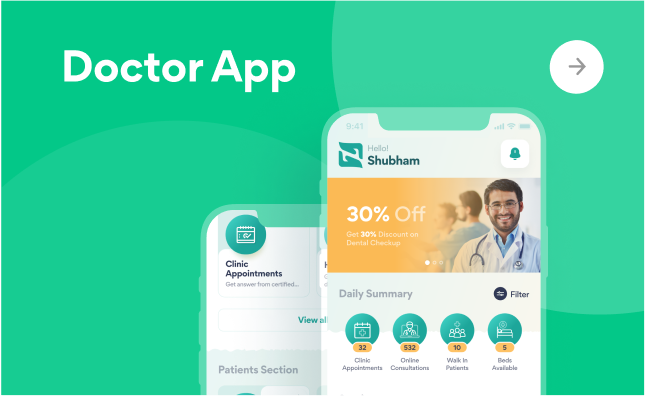 Doctor App
9:41
Hello!
Shubham
30% Off
Get 30% Discount on
Dental Checkup
Daily Summary
Filter
32
Clinic
Appointments
532
Online
Consultations
10
Walk In
Patients
5
Beds
Available
Clinic
Appointments
Get answer from certified...
View all
Patients Section